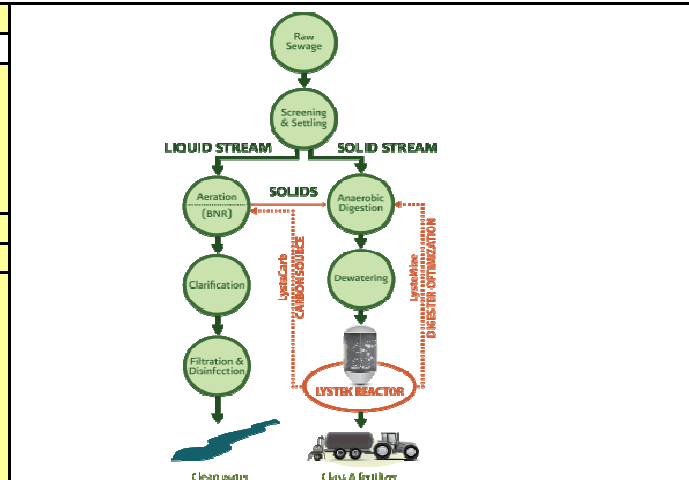 Raw
Sewage
Screening
& Settling
LIQUID STREAM
SOLID STREAM
Aeration
(BNR)
SOLIDS
Anaerobic
Digestion
LysteCarb
CARBON SOURCE
LysteMize
DIGESTER OPTIMIZATION
Clarification
Dewatering
Filtration &
Disinfection
LYSTEK REACTOR
Clean water
Class A fertilizer